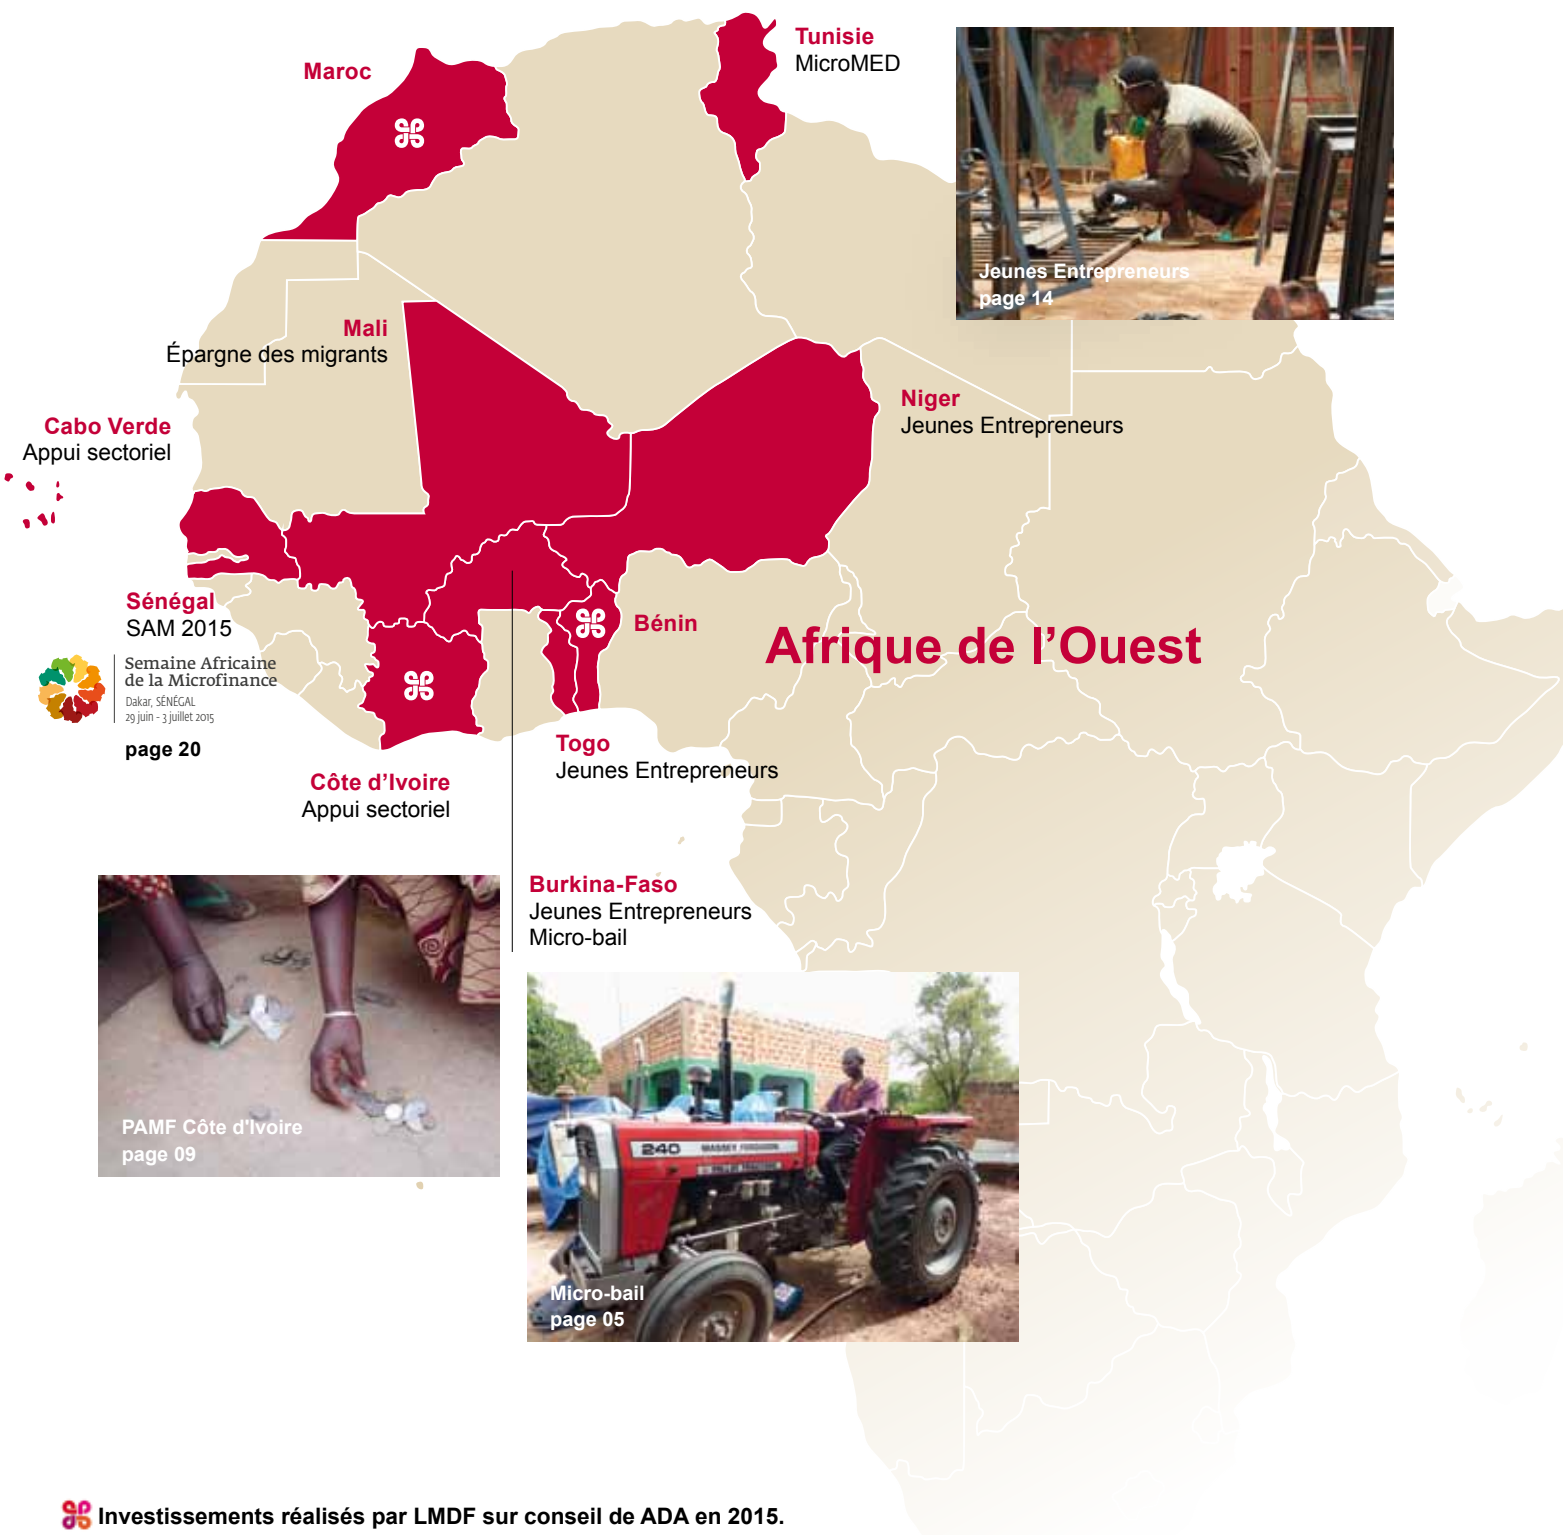 Maroc
Tunisie
MicroMED
Jeunes Entrepreneurs
page 14
Mali
Épargne des migrants
Cabo Verde
Appui sectoriel
Niger
Jeunes Entrepreneurs
Sénégal
SAM 2015
Semaine Africaine
de la Microfinance
Dakar, SÉNÉGAL
29 juin - 3 juillet 2015
page 20
Bénin
Afrique de l'Ouest
Togo
Jeunes Entrepreneurs
Côte d'Ivoire
Appui sectoriel
Burkina-Faso
Jeunes Entrepreneurs
Micro-bail
PAMF Côte d'Ivoire
page 09
240 MASSEY FERGUSON
Micro-bail
page 05
Investissements réalisés par LMDF sur conseil de ADA en 2015.